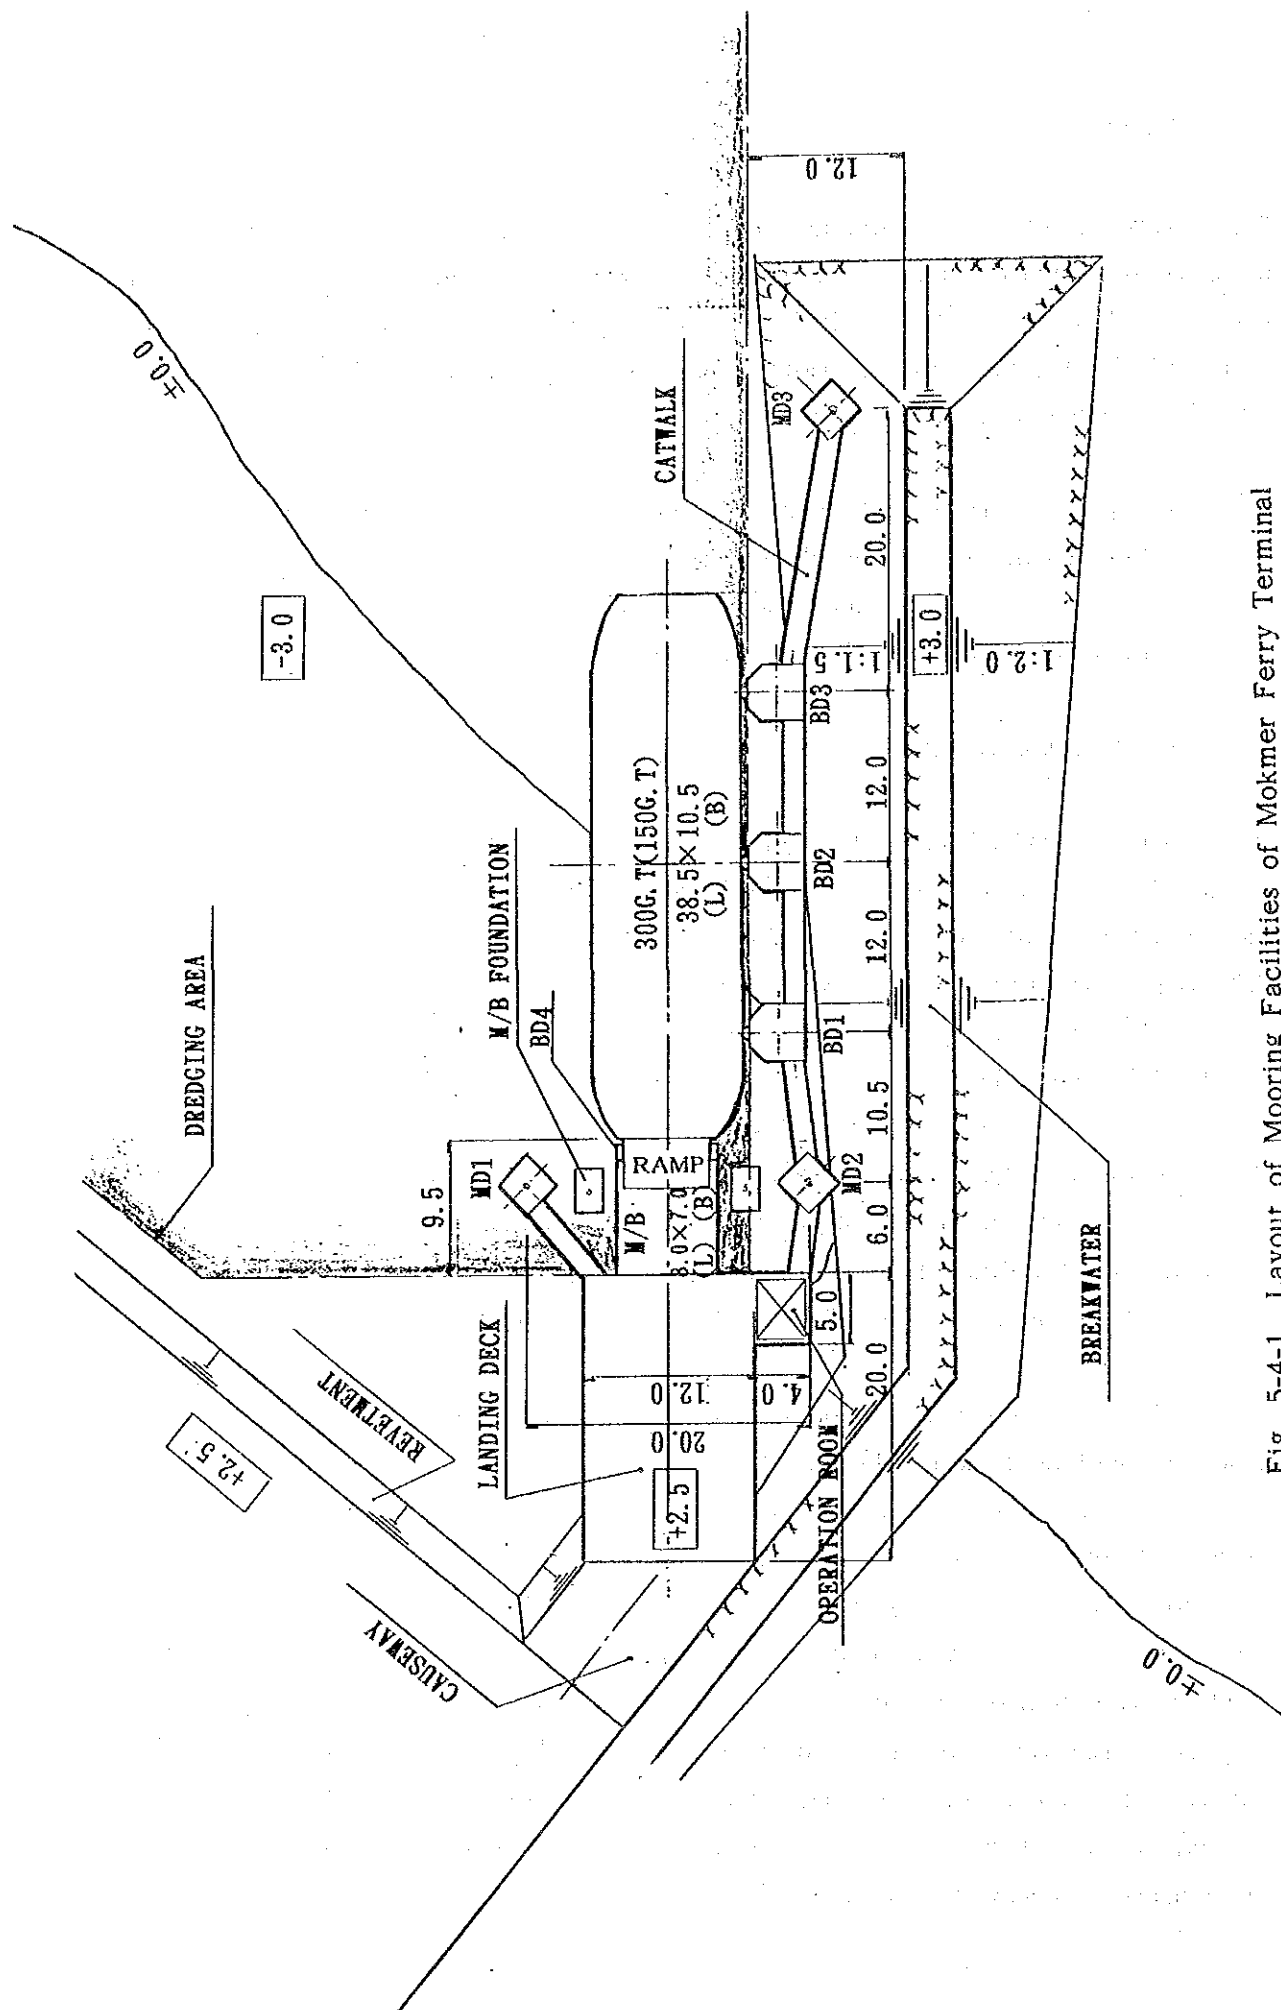 ±0.0
-3.0
DREDGING AREA
M/B FOUNDATION
BD4
9.5
MD1
RAMP
M/B
8.0×7.0
(L) (B)
300G.T(150G.T)
38.5×10.5
(L) (B)
CATWALK
MD3
12.0
BD3
BD2
BD1
MD2
1:1.5
20.0
12.0
12.0
10.5
6.0
20.0
5.0
+3.0
1:2.0
BREAKWATER
REVETMENT
+2.5
LANDING DECK
12.0
4.0
20.0
+2.5
OPERATION ROOM
CAUSEWAY
±0.0
Fig. 5-4-1 Layout of Mooring Facilities of Mokmer Ferry Terminal